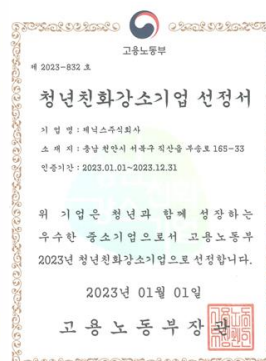 고용노동부
제 2023-832 호
청년친화강소기업 선정서
기 업 명 : 제닉스주식회사
소 재 지 : 충남 천안시 서북구 직산읍 부송로 165-33
인증기간 : 2023.01.01~2023.12.31
위 기업은 청년과 함께 성장하는
우수한 중소기업으로서 고용노동부
2023년 청년친화강소기업으로 선정합니다.
2023년 01월 01일
고용노동부장관